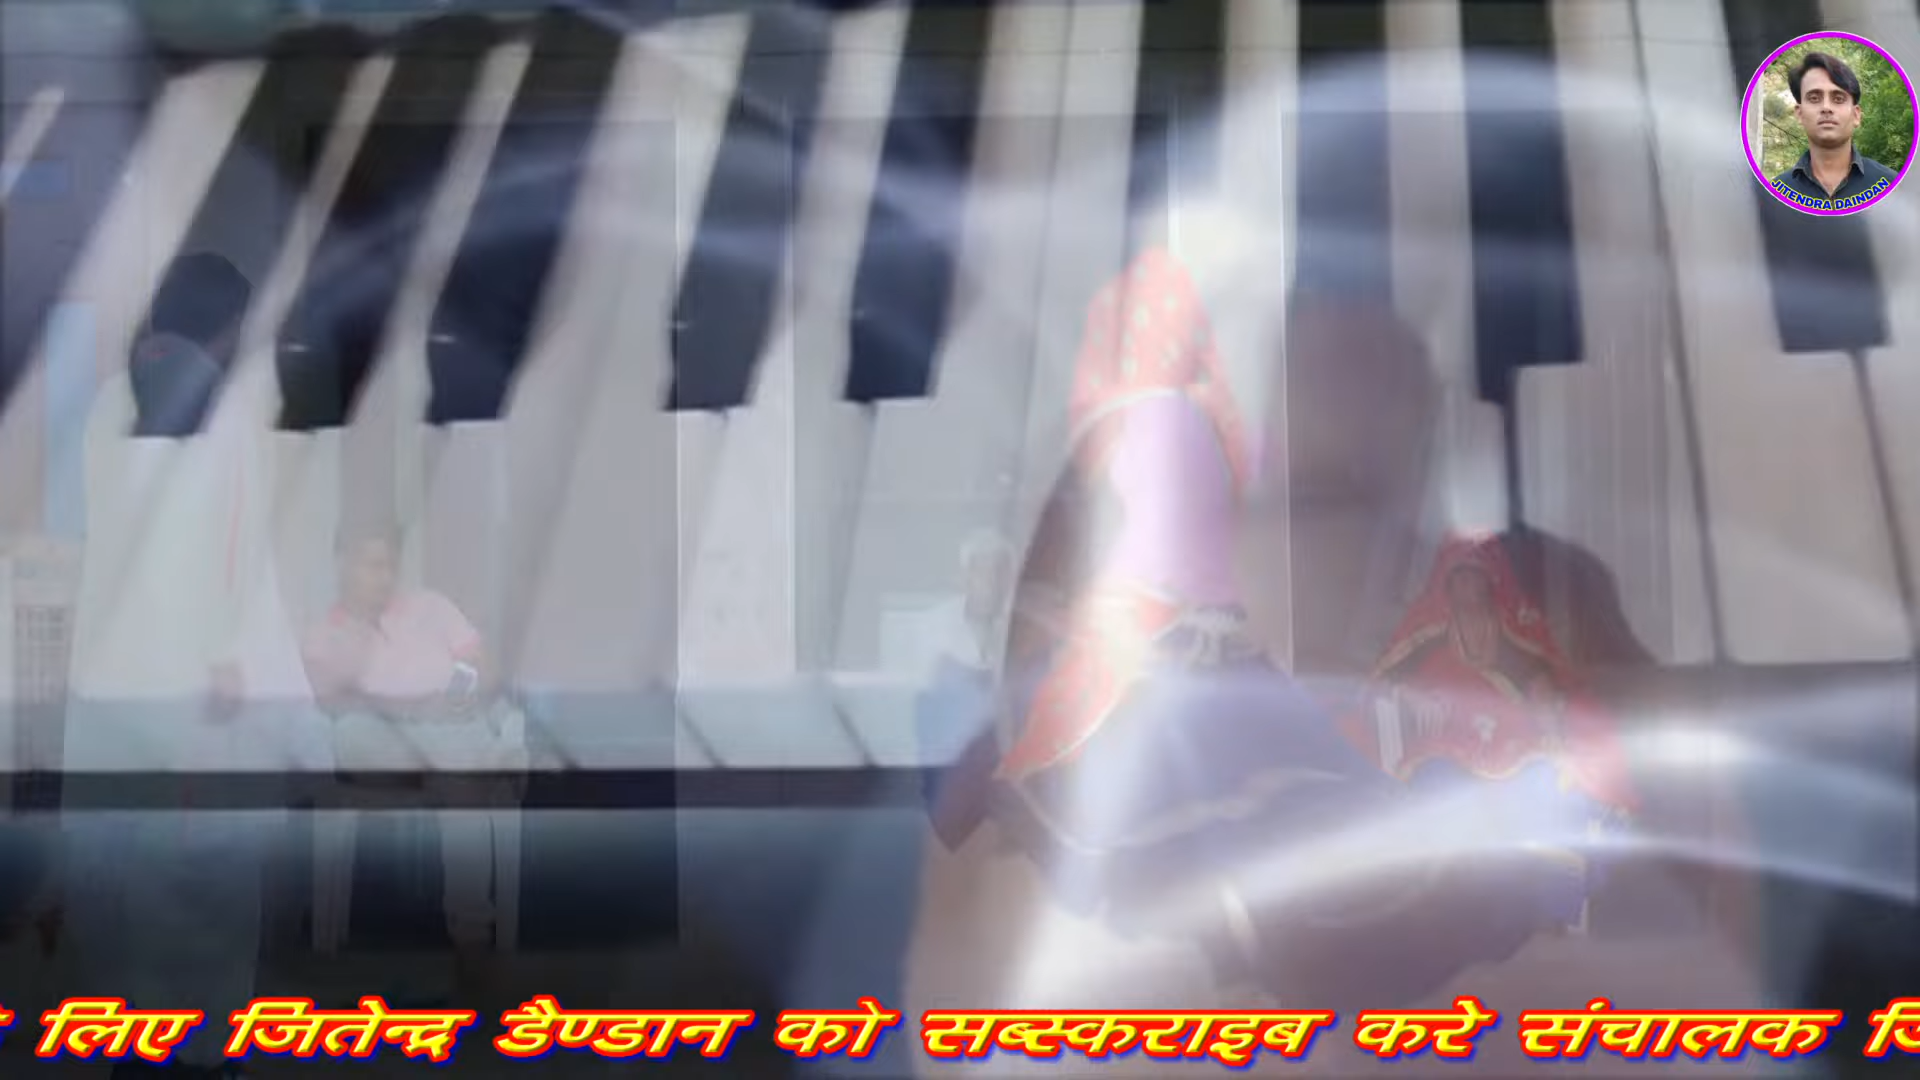 JITENDRA DAINDAN
लिए जितेन्द्र डैण्डान को सब्स्कराइब करे संचालक